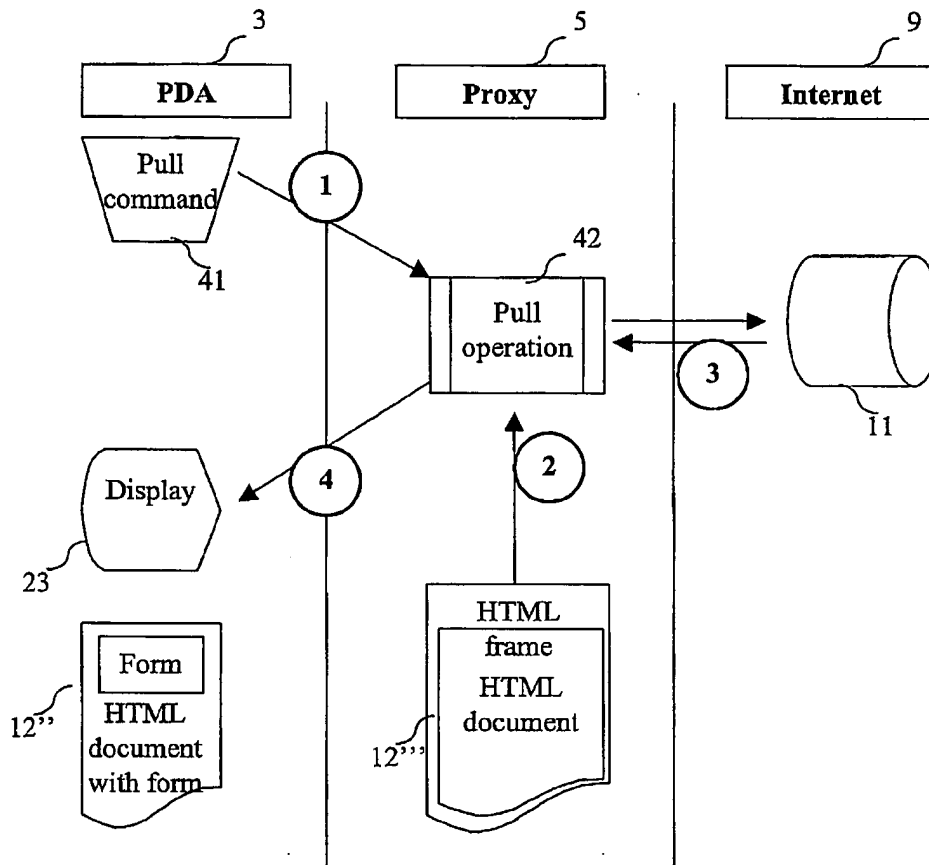 3
5
9
PDA
Proxy
Internet
Pull
command
41
1
42
Pull
operation
3
11
Display
23
4
2
HTML
frame
HTML
document
12’’’
Form
HTML
document
with form
12’’